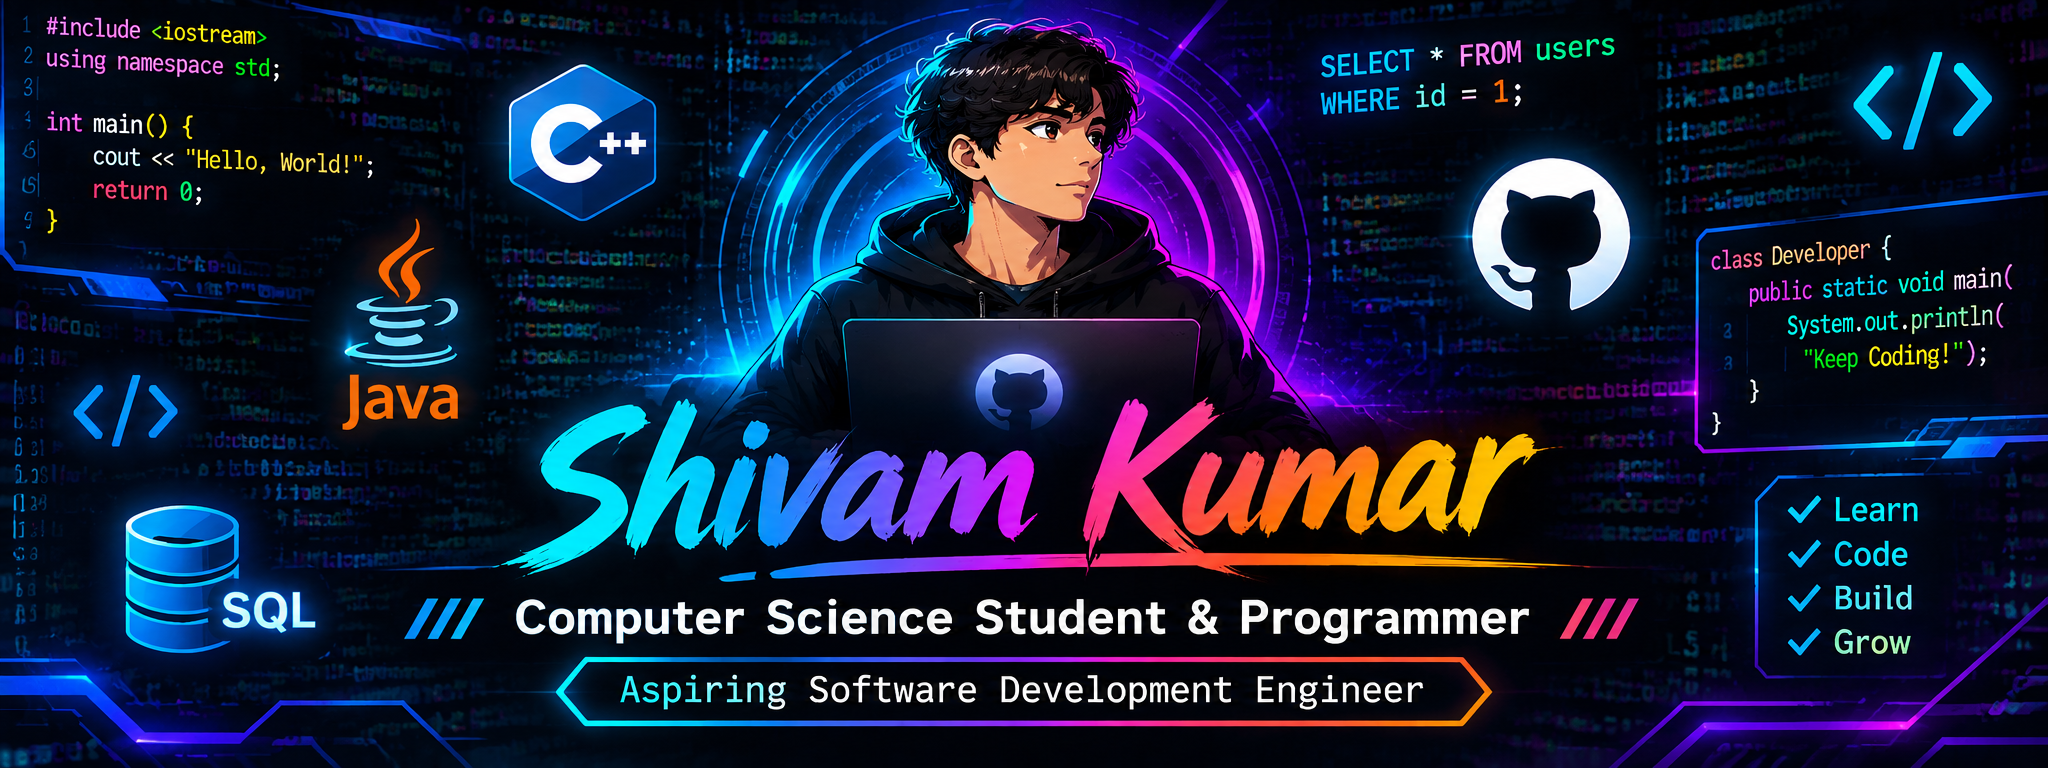 #include <iostream>
using namespace std;
int main() {
cout << "Hello, World!";
return 0;
}
C++
Java
SQL
SELECT * FROM users
WHERE id = 1;
</>
class Developer {
public static void main(
System.out.println(
"Keep Coding!");
}
}
</>
Shivam Kumar
/// Computer Science Student & Programmer ///
Aspiring Software Development Engineer
✓ Learn
✓ Code
✓ Build
✓ Grow